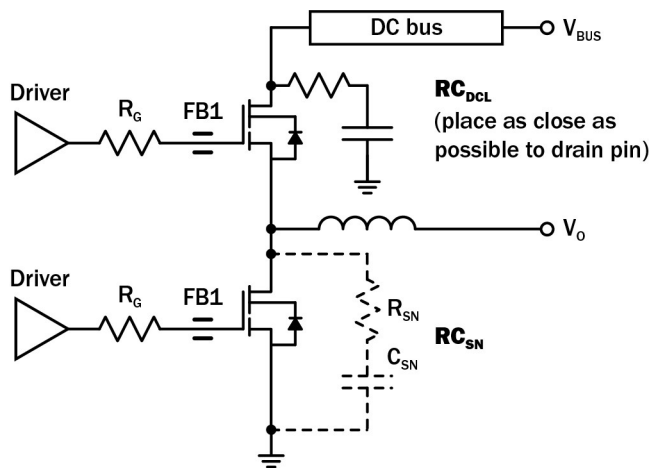 DC bus
V_BUS
Driver
R_G
FB1
RC_DCL
(place as close as
possible to drain pin)
V_O
Driver
R_G
FB1
R_SN
RC_SN
C_SN